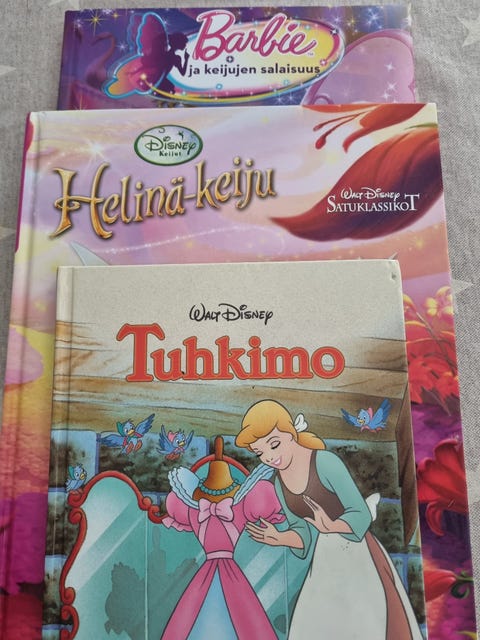 Barbie
ja keijujen salaisuus
Disney
Keijut
Helinä-keiju
Walt Disney
Satuklassikot
Walt Disney
Tuhkimo